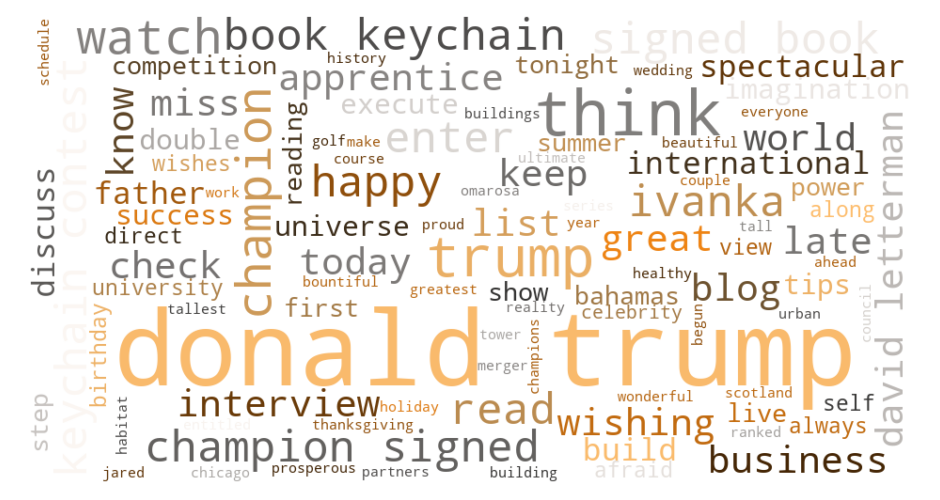 schedule
watch
book keychain
signed book
competition
history
apprentice
tonight
wedding
spectacular
know
miss
champion
execute
buildings
think
imagination
everyone
double
reading
enter
golf
make
summer
beautiful
world
keychain contest
wishes
course
ultimate
international
david letterman
discuss
father
work
happy
omarosa
keep
couple
power
success
series
ivanka
along
direct
universe
proud
list
year
great
view
tall
late
check
today
trump
healthy
ahead
university
bountiful
greatest
show
bahamas
blog
tips
birthday
tallest
first
reality
celebrity
begun
urban
council
donald trump
tower
merger
champions
step
habitat
interview
holiday
read
wonderful
scotland
self
entitled
thanksgiving
wishing
live
always
ranked
champion signed
build
jared
chicago
prosperous
partners
building
afraid
business